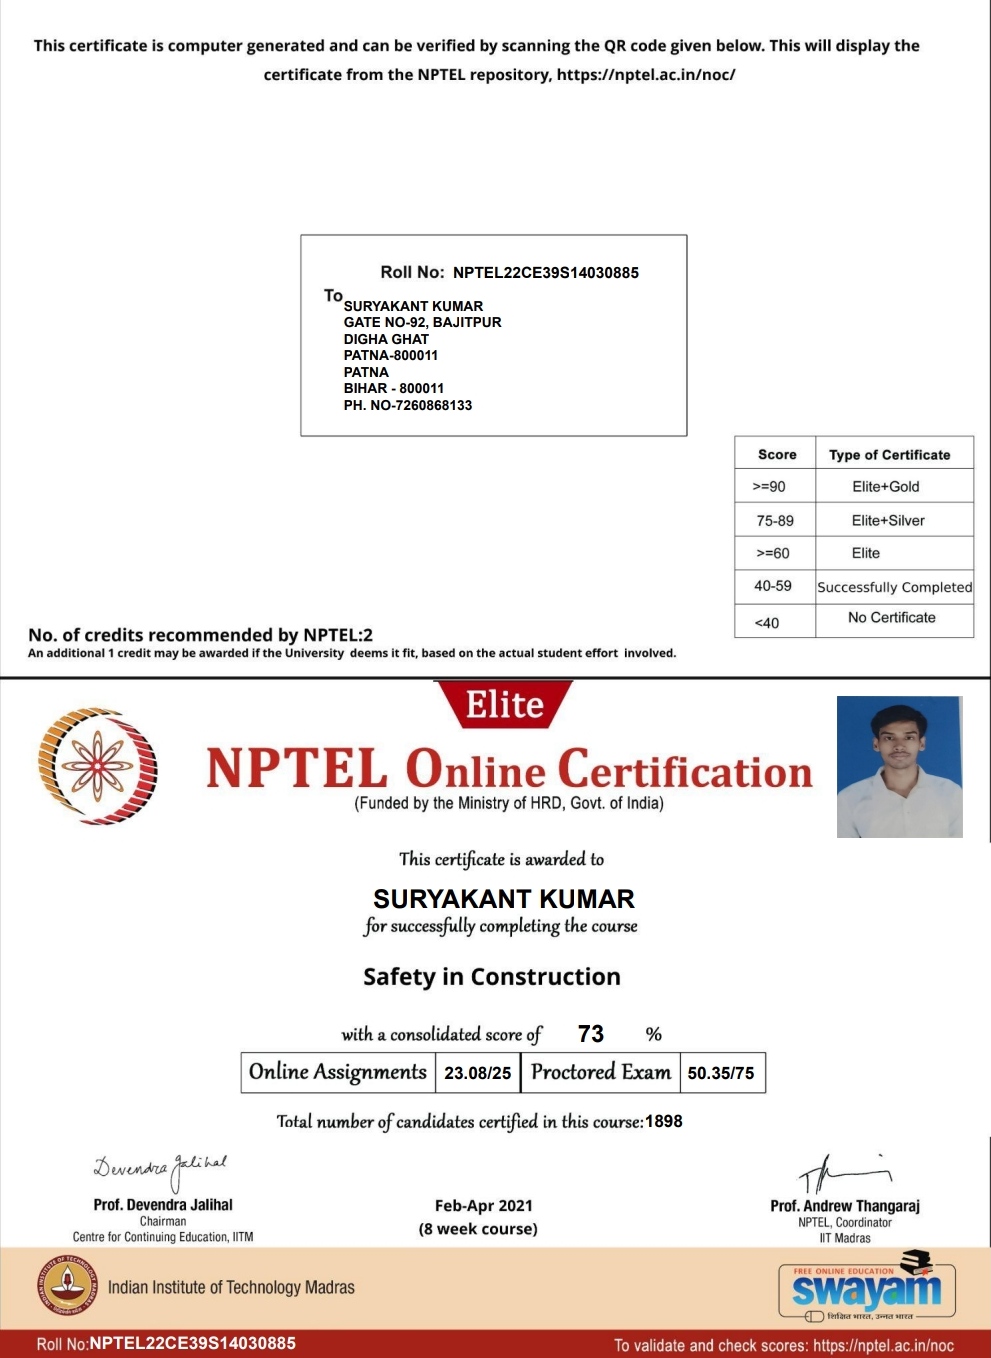 This certificate is computer generated and can be verified by scanning the QR code given below. This will display the
certificate from the NPTEL repository, https://nptel.ac.in/noc/
Roll No: NPTEL22CE39S14030885
To
SURYAKANT KUMAR
GATE NO-92, BAJITPUR
DIGHA GHAT
PATNA-800011
PATNA
BIHAR - 800011
PH. NO-7260868133
Score Type of Certificate
>=90 Elite+Gold
75-89 Elite+Silver
>=60 Elite
40-59 Successfully Completed
<40 No Certificate
No. of credits recommended by NPTEL:2
An additional 1 credit may be awarded if the University deems it fit, based on the actual student effort involved.
Elite
NPTEL Online Certification
(Funded by the Ministry of HRD, Govt. of India)
This certificate is awarded to
SURYAKANT KUMAR
for successfully completing the course
Safety in Construction
with a consolidated score of 73 %
Online Assignments 23.08/25 Proctored Exam 50.35/75
Total number of candidates certified in this course:1898
Devendra Jalihal
Prof. Devendra Jalihal
Chairman
Centre for Continuing Education, IITM
Feb-Apr 2021
(8 week course)
Prof. Andrew Thangaraj
NPTEL, Coordinator
IIT Madras
Indian Institute of Technology Madras
FREE ONLINE EDUCATION
swayam
शिक्षित भारत, उन्नत भारत
Roll No:NPTEL22CE39S14030885
To validate and check scores: https://nptel.ac.in/noc